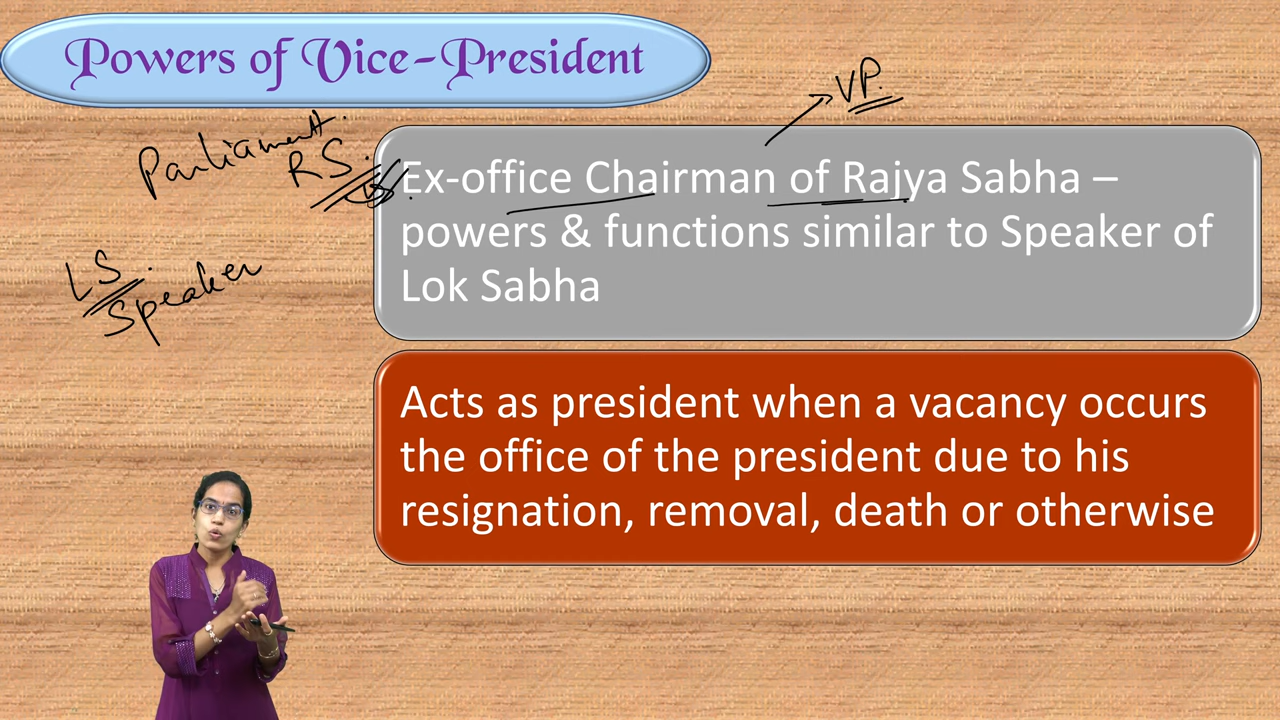 Powers of Vice-President
VP.
Parliament.
RS.
LS.
Speaker
Ex-office Chairman of Rajya Sabha –
powers & functions similar to Speaker of
Lok Sabha
Acts as president when a vacancy occurs
the office of the president due to his
resignation, removal, death or otherwise